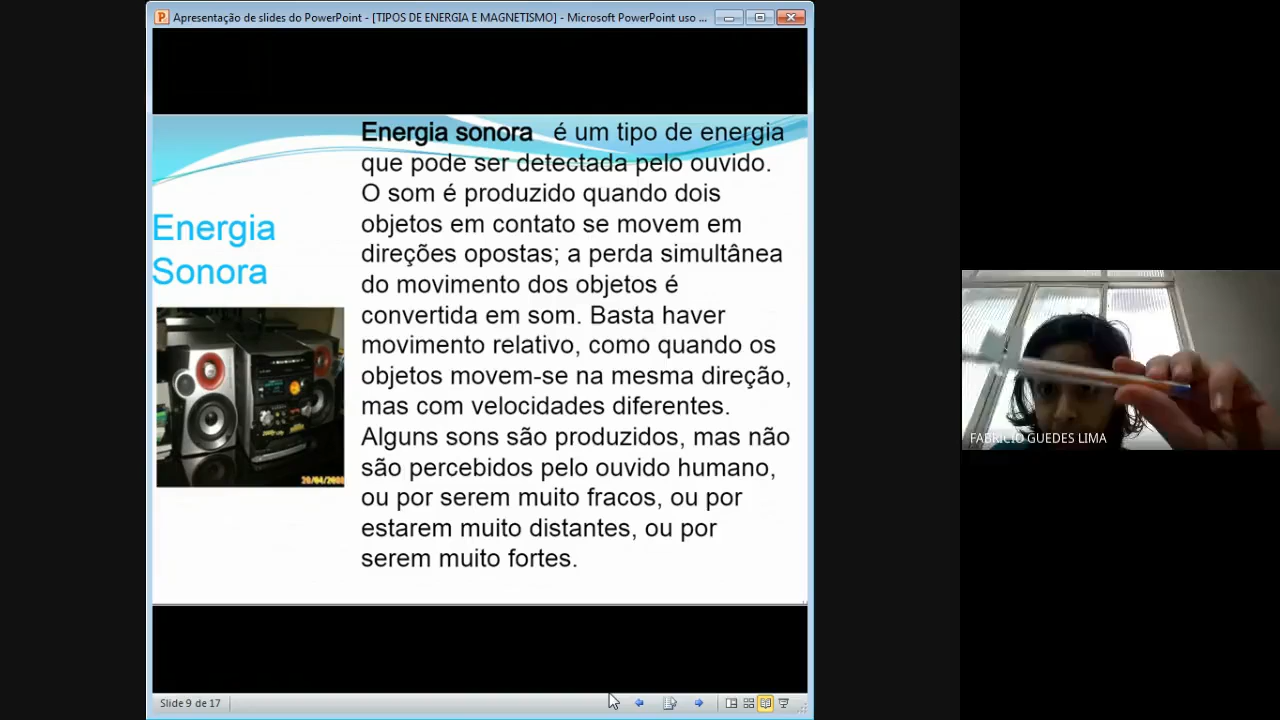 Apresentação de slides do PowerPoint - [TIPOS DE ENERGIA E MAGNETISMO] - Microsoft PowerPoint uso ...
Energia sonora é um tipo de energia
que pode ser detectada pelo ouvido.
O som é produzido quando dois
objetos em contato se movem em
direções opostas; a perda simultânea
do movimento dos objetos é
convertida em som. Basta haver
movimento relativo, como quando os
objetos movem-se na mesma direção,
mas com velocidades diferentes.
Alguns sons são produzidos, mas não
são percebidos pelo ouvido humano,
ou por serem muito fracos, ou por
estarem muito distantes, ou por
serem muito fortes.
Energia
Sonora
FABRICIO GUEDES LIMA
Slide 9 de 17